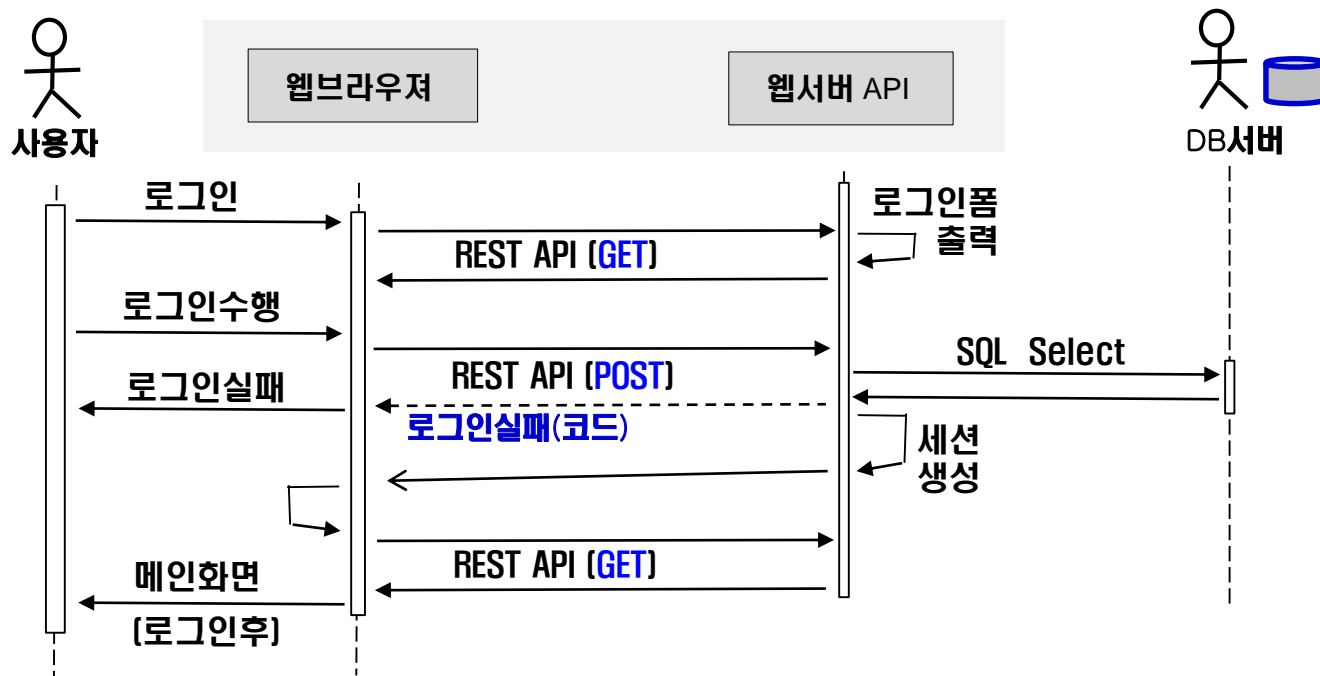 웹브라우져
웹서버 API
사용자
DB서버
로그인
로그인폼
출력
REST API (GET)
로그인수행
SQL Select
REST API (POST)
로그인실패
로그인실패(코드)
세션
생성
REST API (GET)
메인화면
(로그인후)